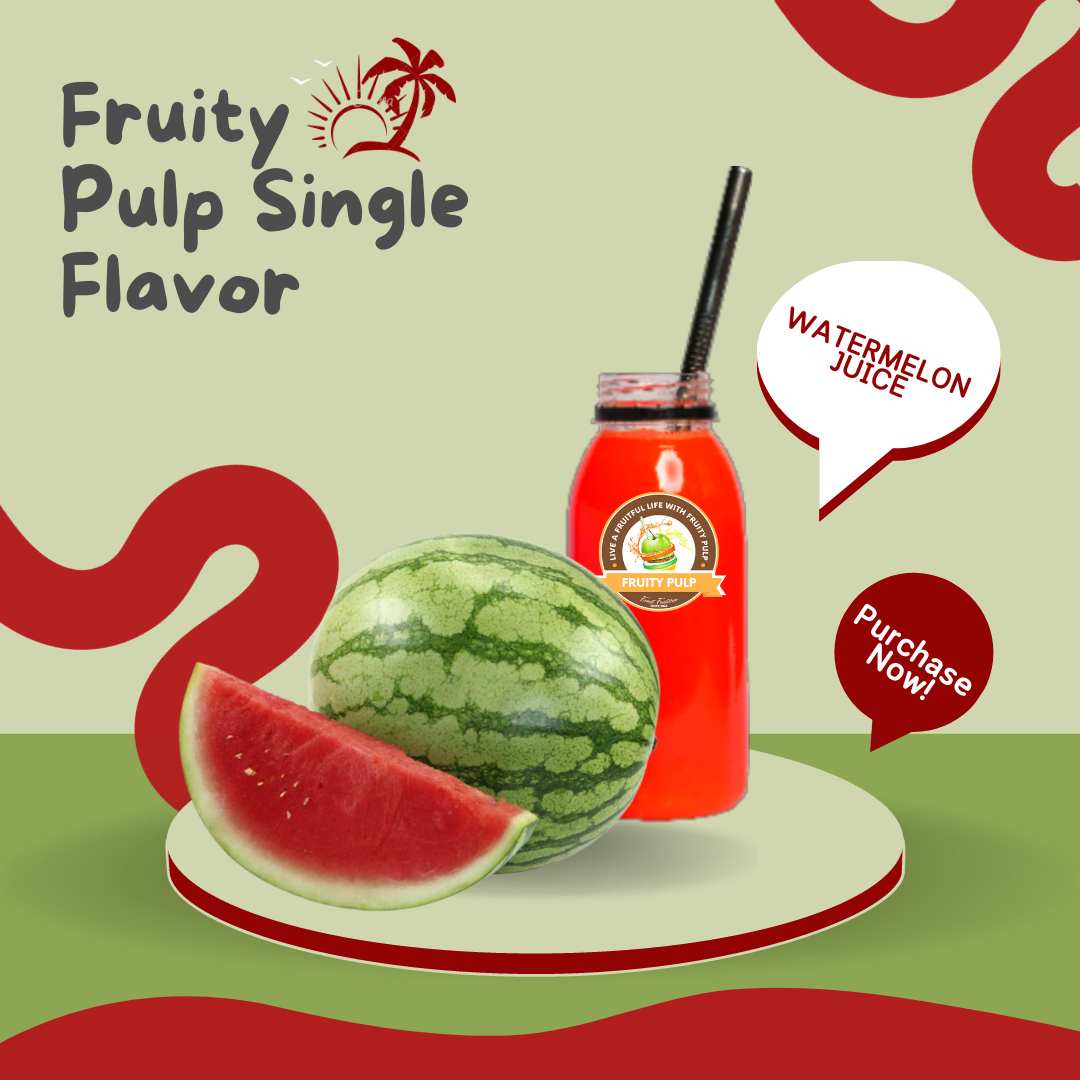 Fruity
Pulp Single
Flavor
WATERMELON
JUICE
LIVE A FRUITFUL LIFE WITH FRUITY PULP
FRUITY PULP
Purchase
Now!